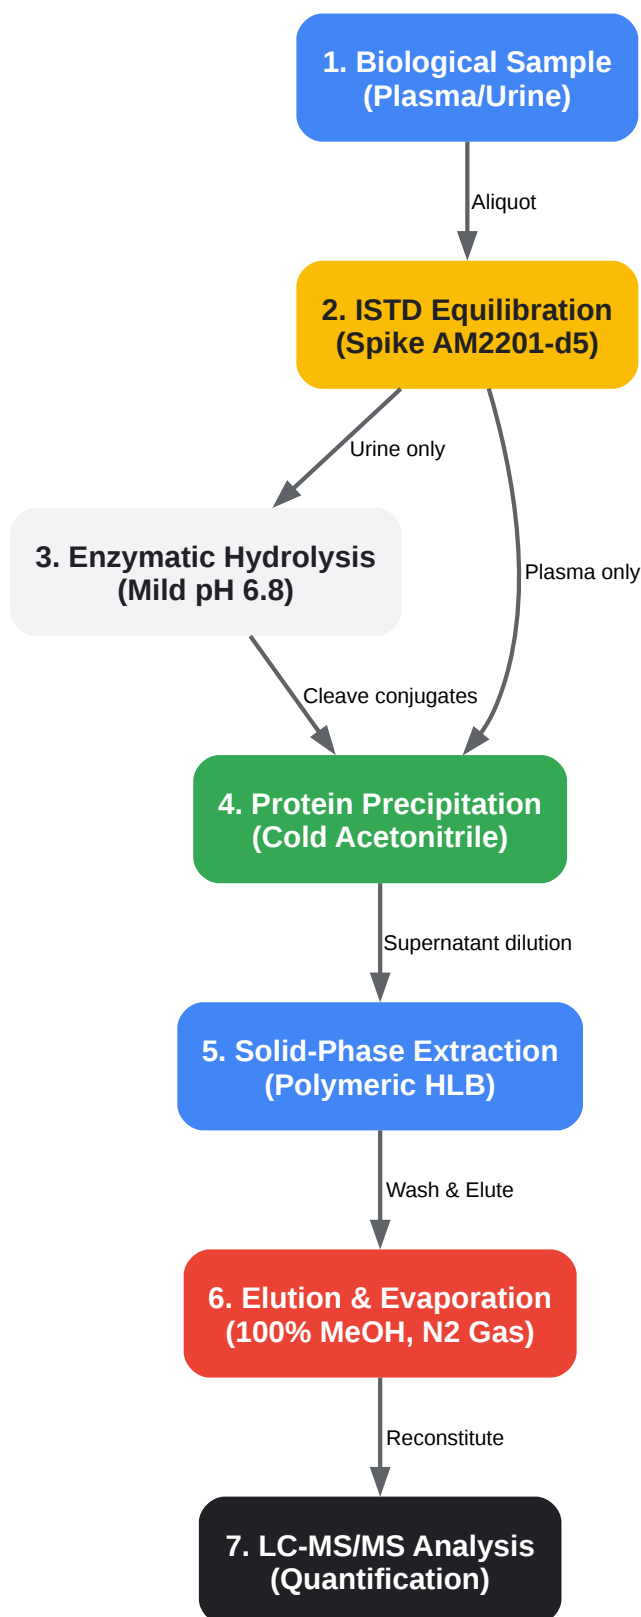 1. Biological Sample
(Plasma/Urine)
Aliquot
2. ISTD Equilibration
(Spike AM2201-d5)
Urine only
3. Enzymatic Hydrolysis
(Mild pH 6.8)
Plasma only
Cleave conjugates
4. Protein Precipitation
(Cold Acetonitrile)
Supernatant dilution
5. Solid-Phase Extraction
(Polymeric HLB)
Wash & Elute
6. Elution & Evaporation
(100% MeOH, N2 Gas)
Reconstitute
7. LC-MS/MS Analysis
(Quantification)